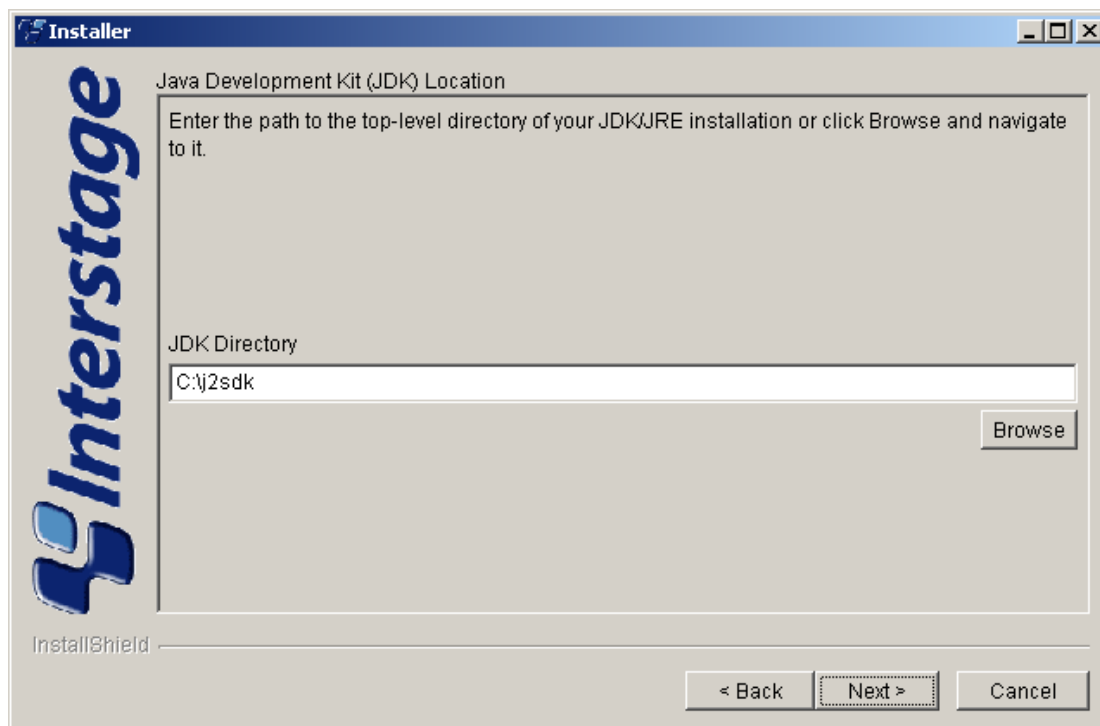 Installer
Interstage
Java Development Kit (JDK) Location
Enter the path to the top-level directory of your JDK/JRE installation or click Browse and navigate
to it.
JDK Directory
C:\j2sdk
Browse
InstallShield
< Back Next > Cancel